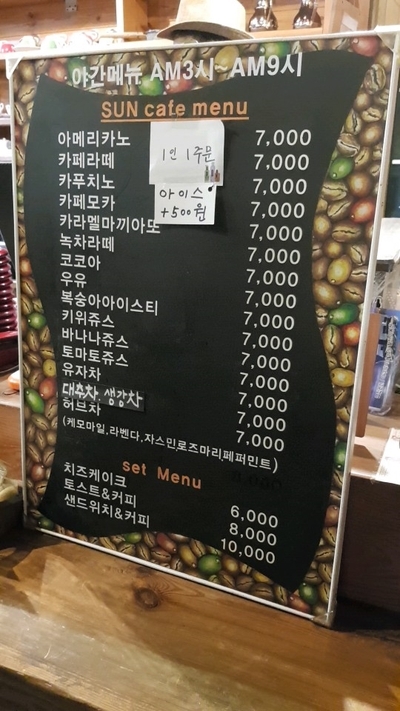 야간메뉴 AM3시~AM9시
SUN cafe menu
1인 1주문
아이스
+500원
아메리카노 7,000
카페라떼 7,000
카푸치노 7,000
카페모카 7,000
카라멜마끼아또 7,000
녹차라떼 7,000
코코아 7,000
우유 7,000
복숭아아이스티 7,000
키위쥬스 7,000
바나나쥬스 7,000
토마토쥬스 7,000
유자차 7,000
대추차, 생강차 7,000
허브차 7,000
(케모마일,라벤다,자스민,로즈마리,페퍼민트)
set Menu
치즈케이크 6,000
토스트&커피 8,000
샌드위치&커피 10,000